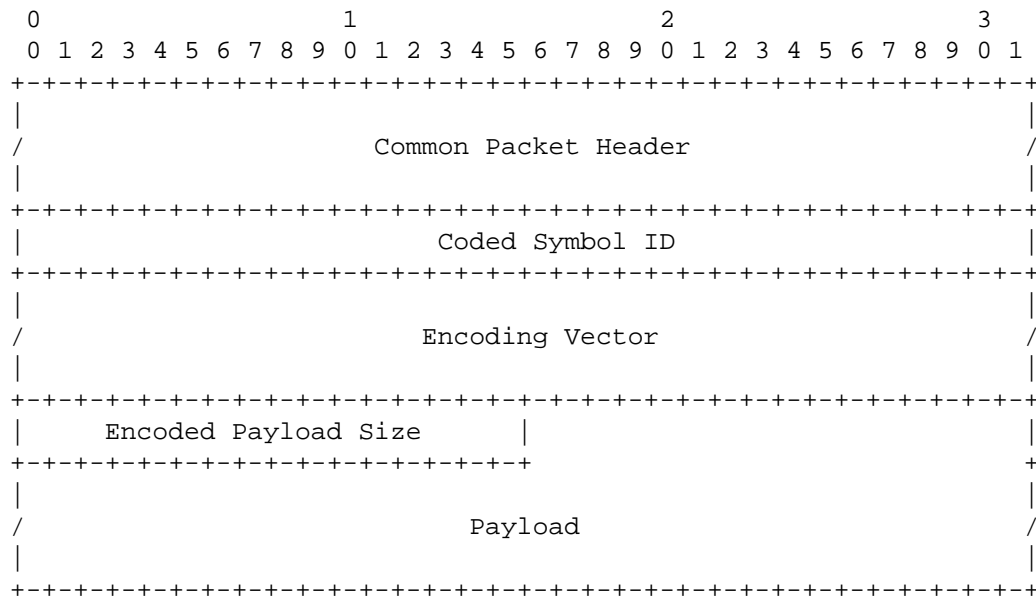 0                   1                   2                   3
 0 1 2 3 4 5 6 7 8 9 0 1 2 3 4 5 6 7 8 9 0 1 2 3 4 5 6 7 8 9 0 1
+-+-+-+-+-+-+-+-+-+-+-+-+-+-+-+-+-+-+-+-+-+-+-+-+-+-+-+-+-+-+-+-+
|                                                               |
/                     Common Packet Header                      /
|                                                               |
+-+-+-+-+-+-+-+-+-+-+-+-+-+-+-+-+-+-+-+-+-+-+-+-+-+-+-+-+-+-+-+-+
|                          Coded Symbol ID                      |
+-+-+-+-+-+-+-+-+-+-+-+-+-+-+-+-+-+-+-+-+-+-+-+-+-+-+-+-+-+-+-+-+
|                                                               |
/                         Encoding Vector                       /
|                                                               |
+-+-+-+-+-+-+-+-+-+-+-+-+-+-+-+-+-+-+-+-+-+-+-+-+-+-+-+-+-+-+-+-+
|     Encoded Payload Size      |                               |
+-+-+-+-+-+-+-+-+-+-+-+-+-+-+-+-+                               +
|                                                               |
/                            Payload                            /
|                                                               |
+-+-+-+-+-+-+-+-+-+-+-+-+-+-+-+-+-+-+-+-+-+-+-+-+-+-+-+-+-+-+-+-+